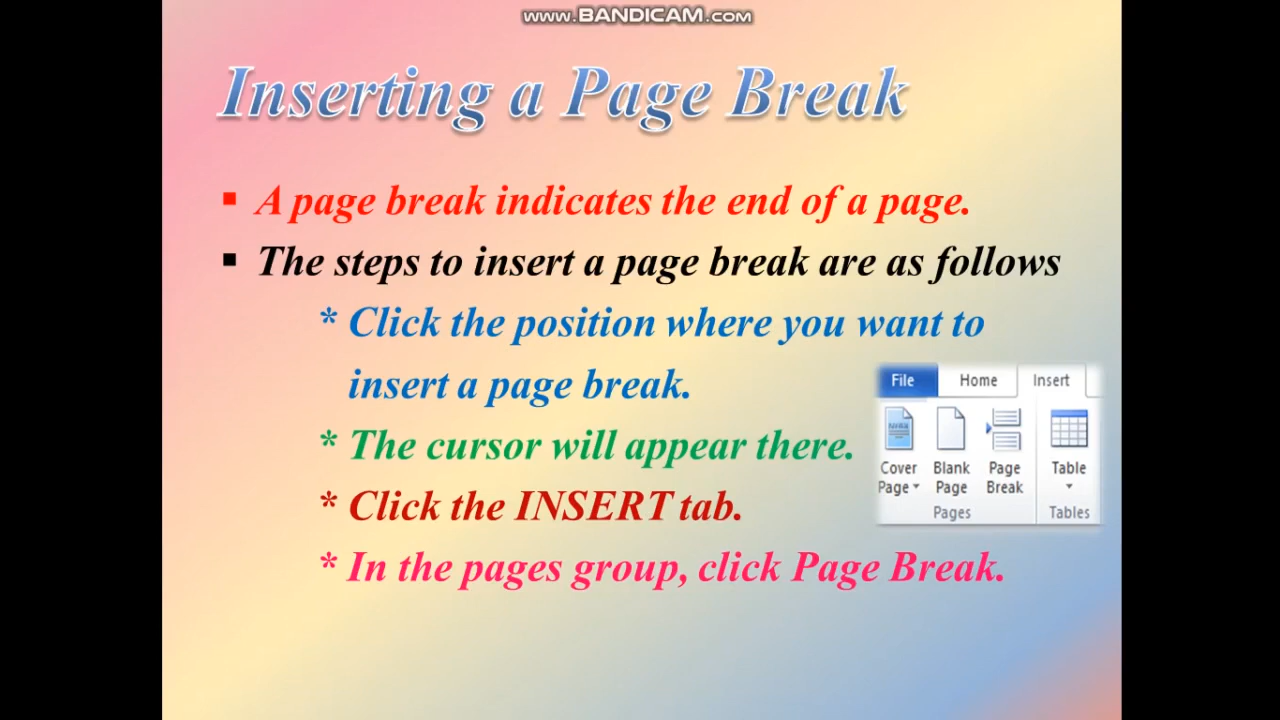 www.BANDICAM.com
Inserting a Page Break
▪ A page break indicates the end of a page.
▪ The steps to insert a page break are as follows
* Click the position where you want to
insert a page break.
* The cursor will appear there.
* Click the INSERT tab.
* In the pages group, click Page Break.
File Home Insert
Cover Page Blank Page Page Break Table
Pages Tables